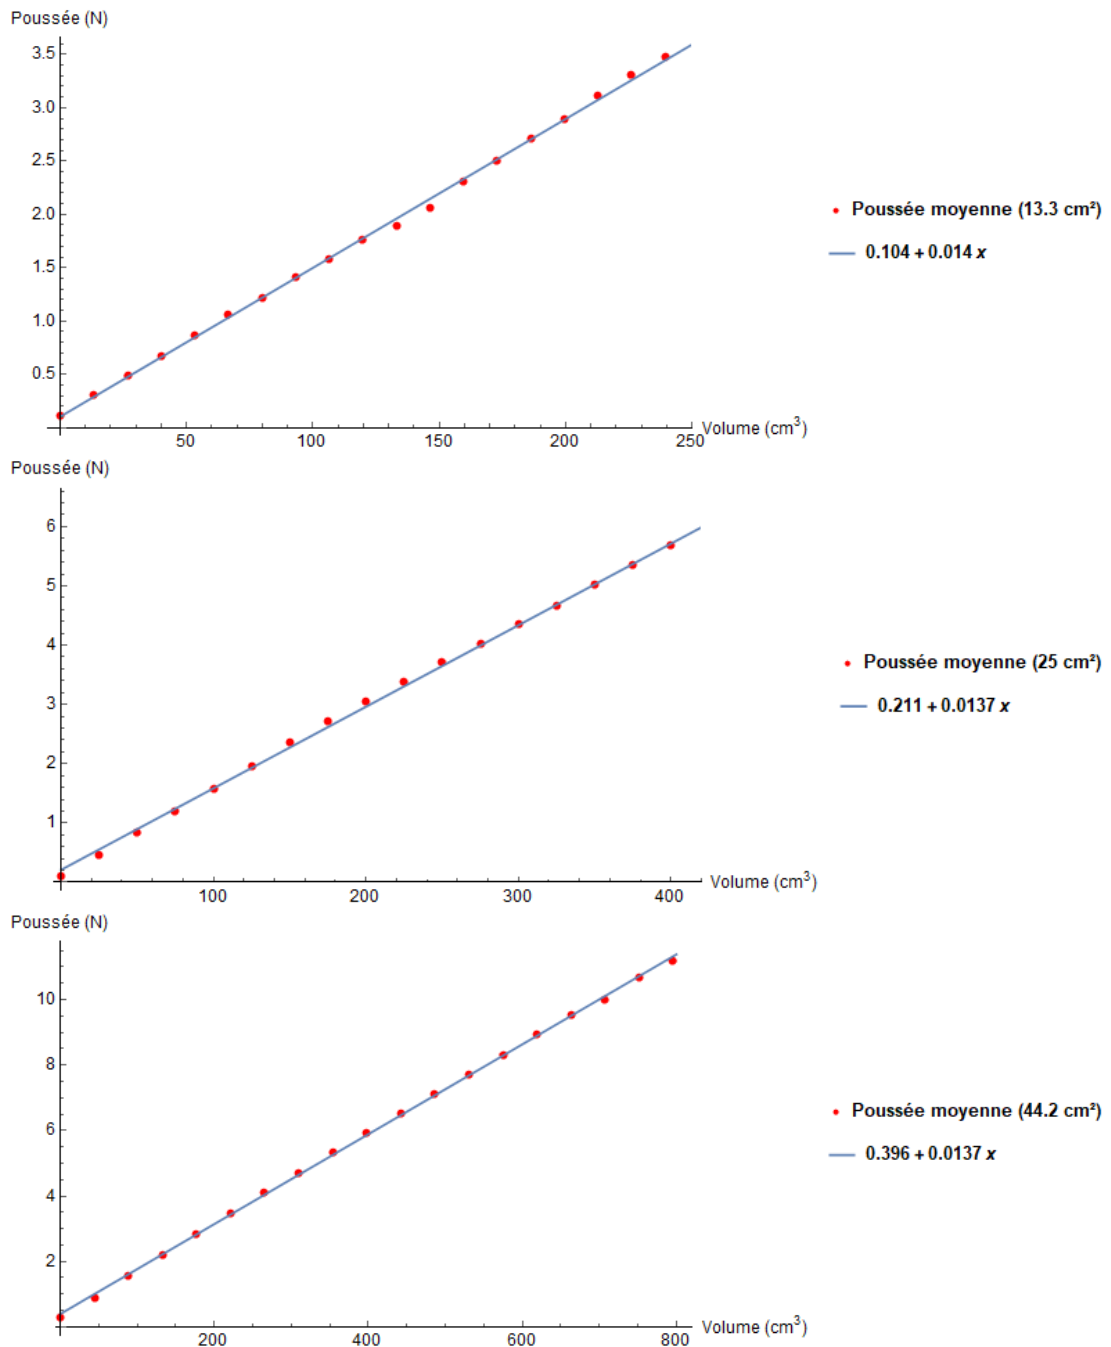 Poussée (N)
3.5
3.0
2.5
2.0
1.5
1.0
0.5
50 100 150 200 250 Volume (cm³)
• Poussée moyenne (13.3 cm²)
— 0.104 + 0.014 x
Poussée (N)
6
5
4
3
2
1
100 200 300 400 Volume (cm³)
• Poussée moyenne (25 cm²)
— 0.211 + 0.0137 x
Poussée (N)
10
8
6
4
2
200 400 600 800 Volume (cm³)
• Poussée moyenne (44.2 cm²)
— 0.396 + 0.0137 x